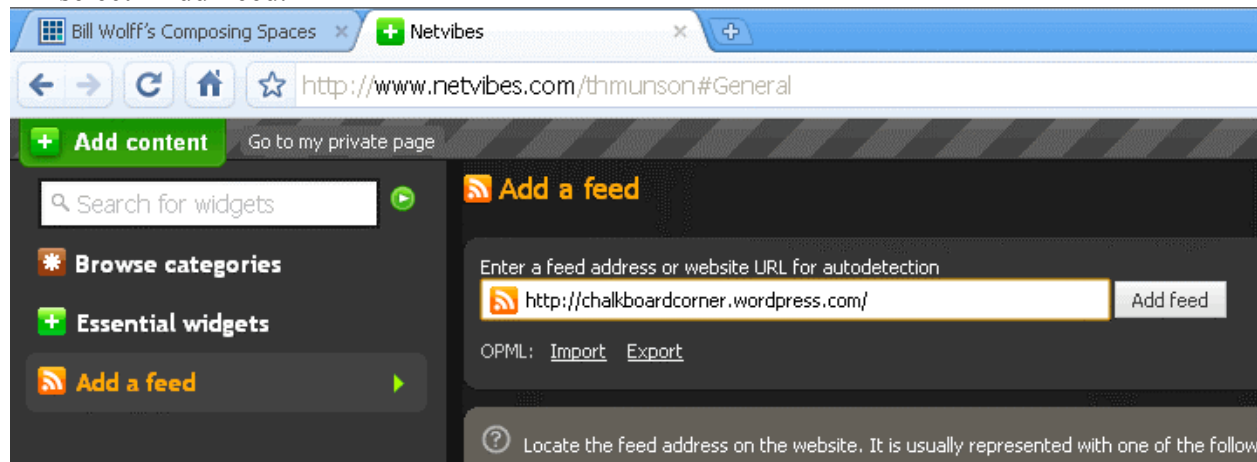 Bill Wolff's Composing Spaces
Netvibes
http://www.netvibes.com/thmunson#General
Add content
Go to my private page
Search for widgets
Browse categories
Essential widgets
Add a feed
Add a feed
Enter a feed address or website URL for autodetection
http://chalkboardcorner.wordpress.com/
Add feed
OPML: Import Export
Locate the feed address on the website. It is usually represented with one of the follow